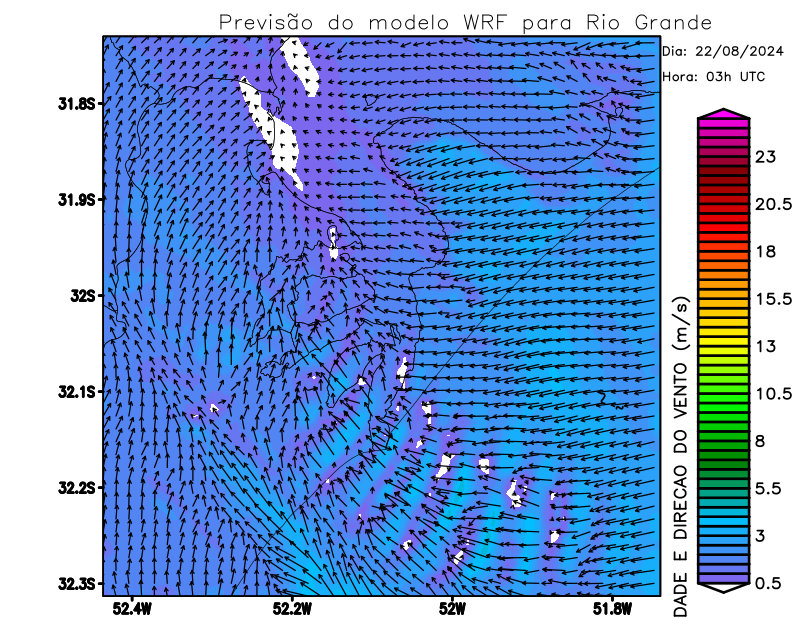 Previsão do modelo WRF para Rio Grande
Dia: 22/08/2024
Hora: 03h UTC
31.8S
31.9S
32S
32.1S
32.2S
32.3S
52.4W
52.2W
52W
51.8W
23
20.5
18
15.5
13
10.5
8
5.5
3
0.5
DADE E DIRECAO DO VENTO (m/s)